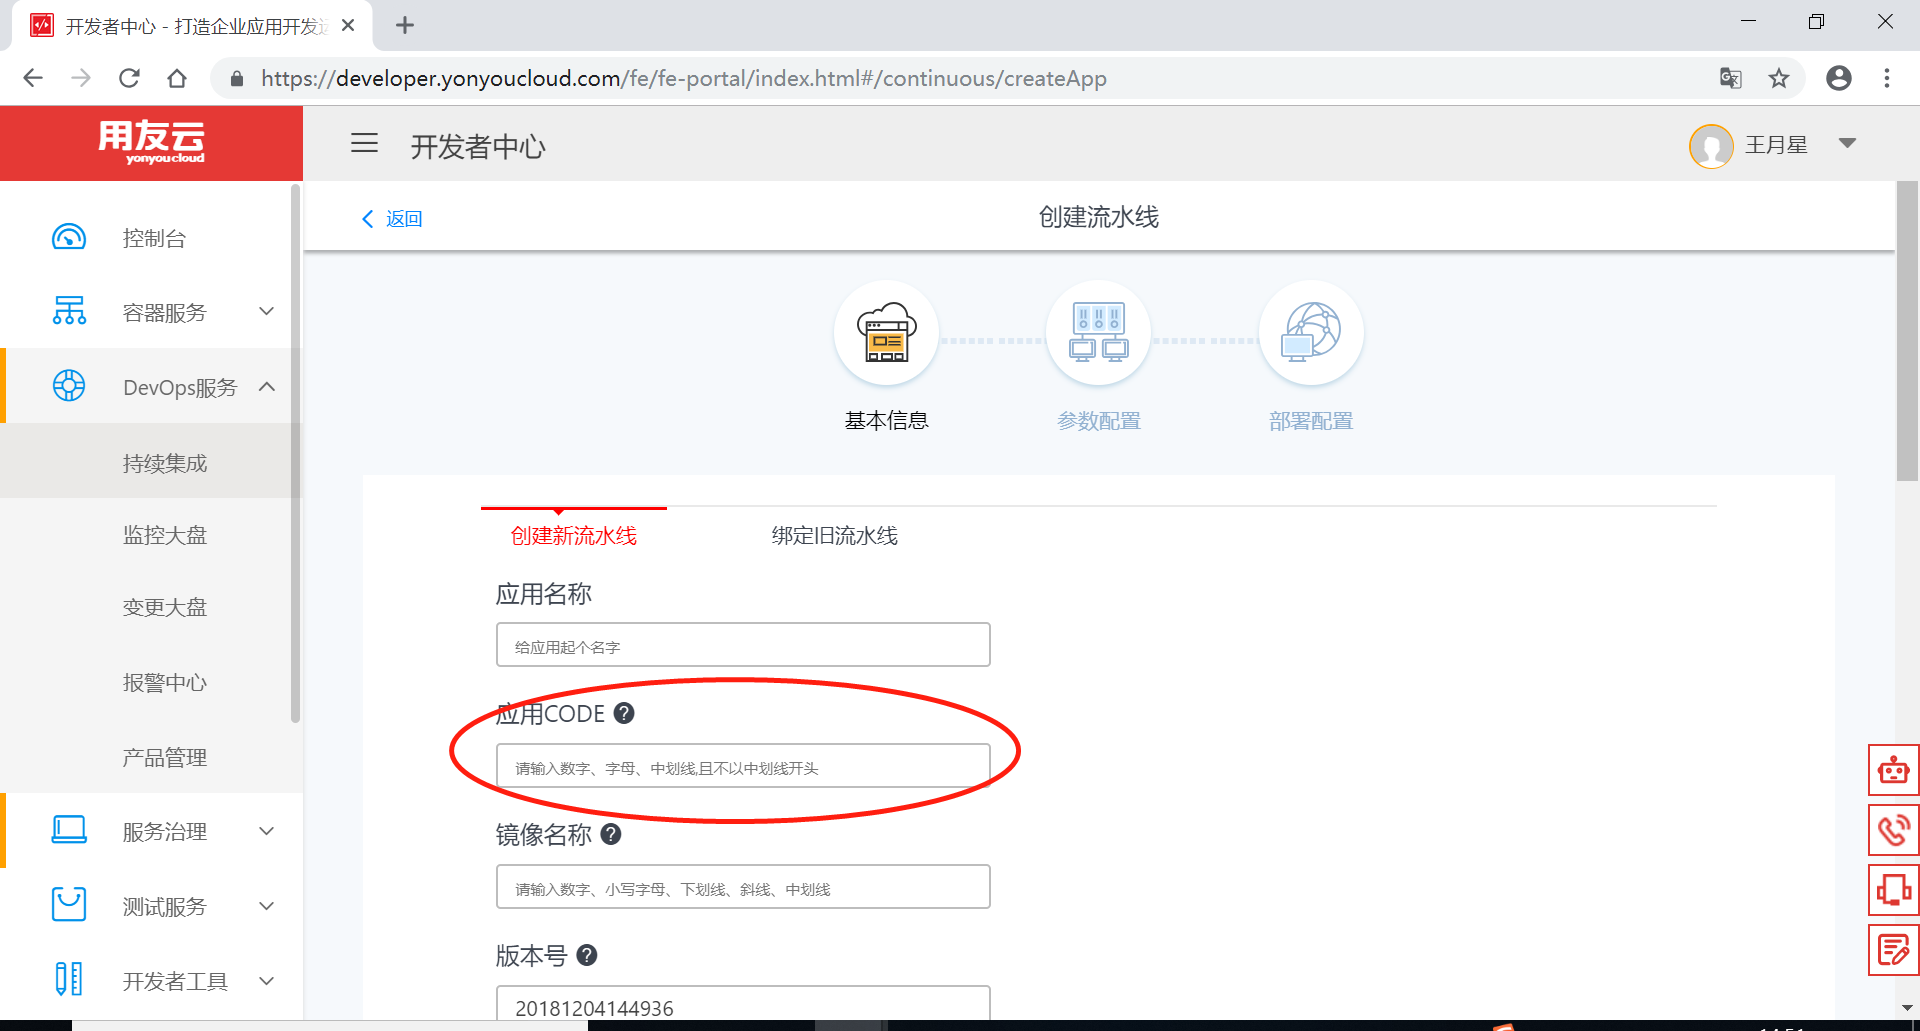 开发者中心 - 打造企业应用开发
https://developer.yonyoucloud.com/fe/fe-portal/index.html#/continuous/createApp
用友云
yonyoucloud
开发者中心
王月星
控制台
容器服务
DevOps服务
持续集成
监控大盘
变更大盘
报警中心
产品管理
服务治理
测试服务
开发者工具
返回
创建流水线
基本信息
参数配置
部署配置
创建新流水线
绑定旧流水线
应用名称
给应用起个名字
应用CODE
请输入数字、字母、中划线,且不以中划线开头
镜像名称
请输入数字、小写字母、下划线、斜线、中划线
版本号
20181204144936